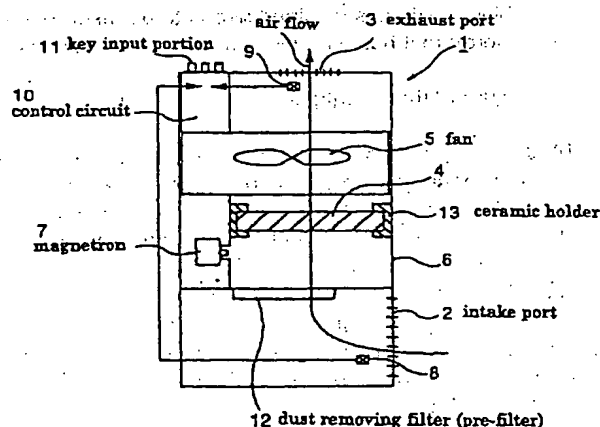 air flow
3 exhaust port
1
11 key input portion
9
10
control circuit
5 fan
4
13 ceramic holder
7
magnetron
6
2 intake port
8
12 dust removing filter (pre-filter)